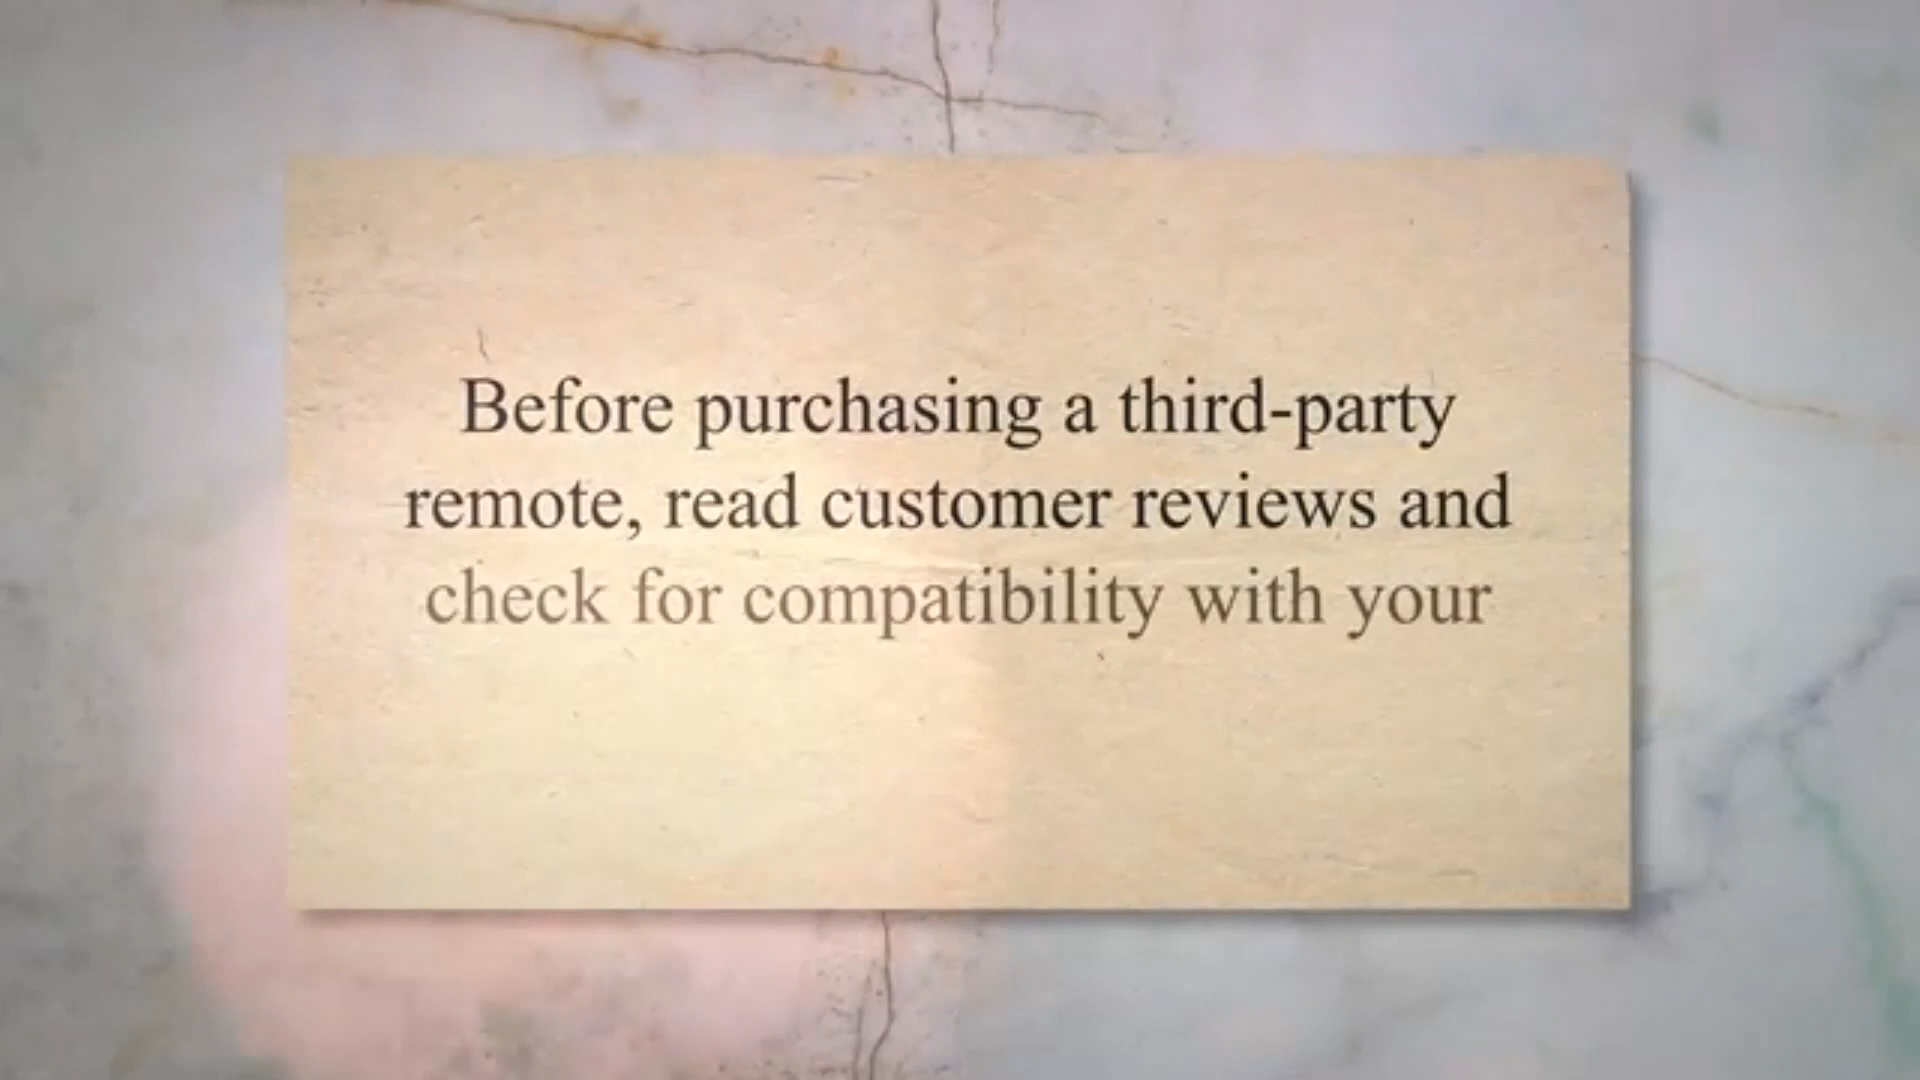 Before purchasing a third-party
remote, read customer reviews and
check for compatibility with your